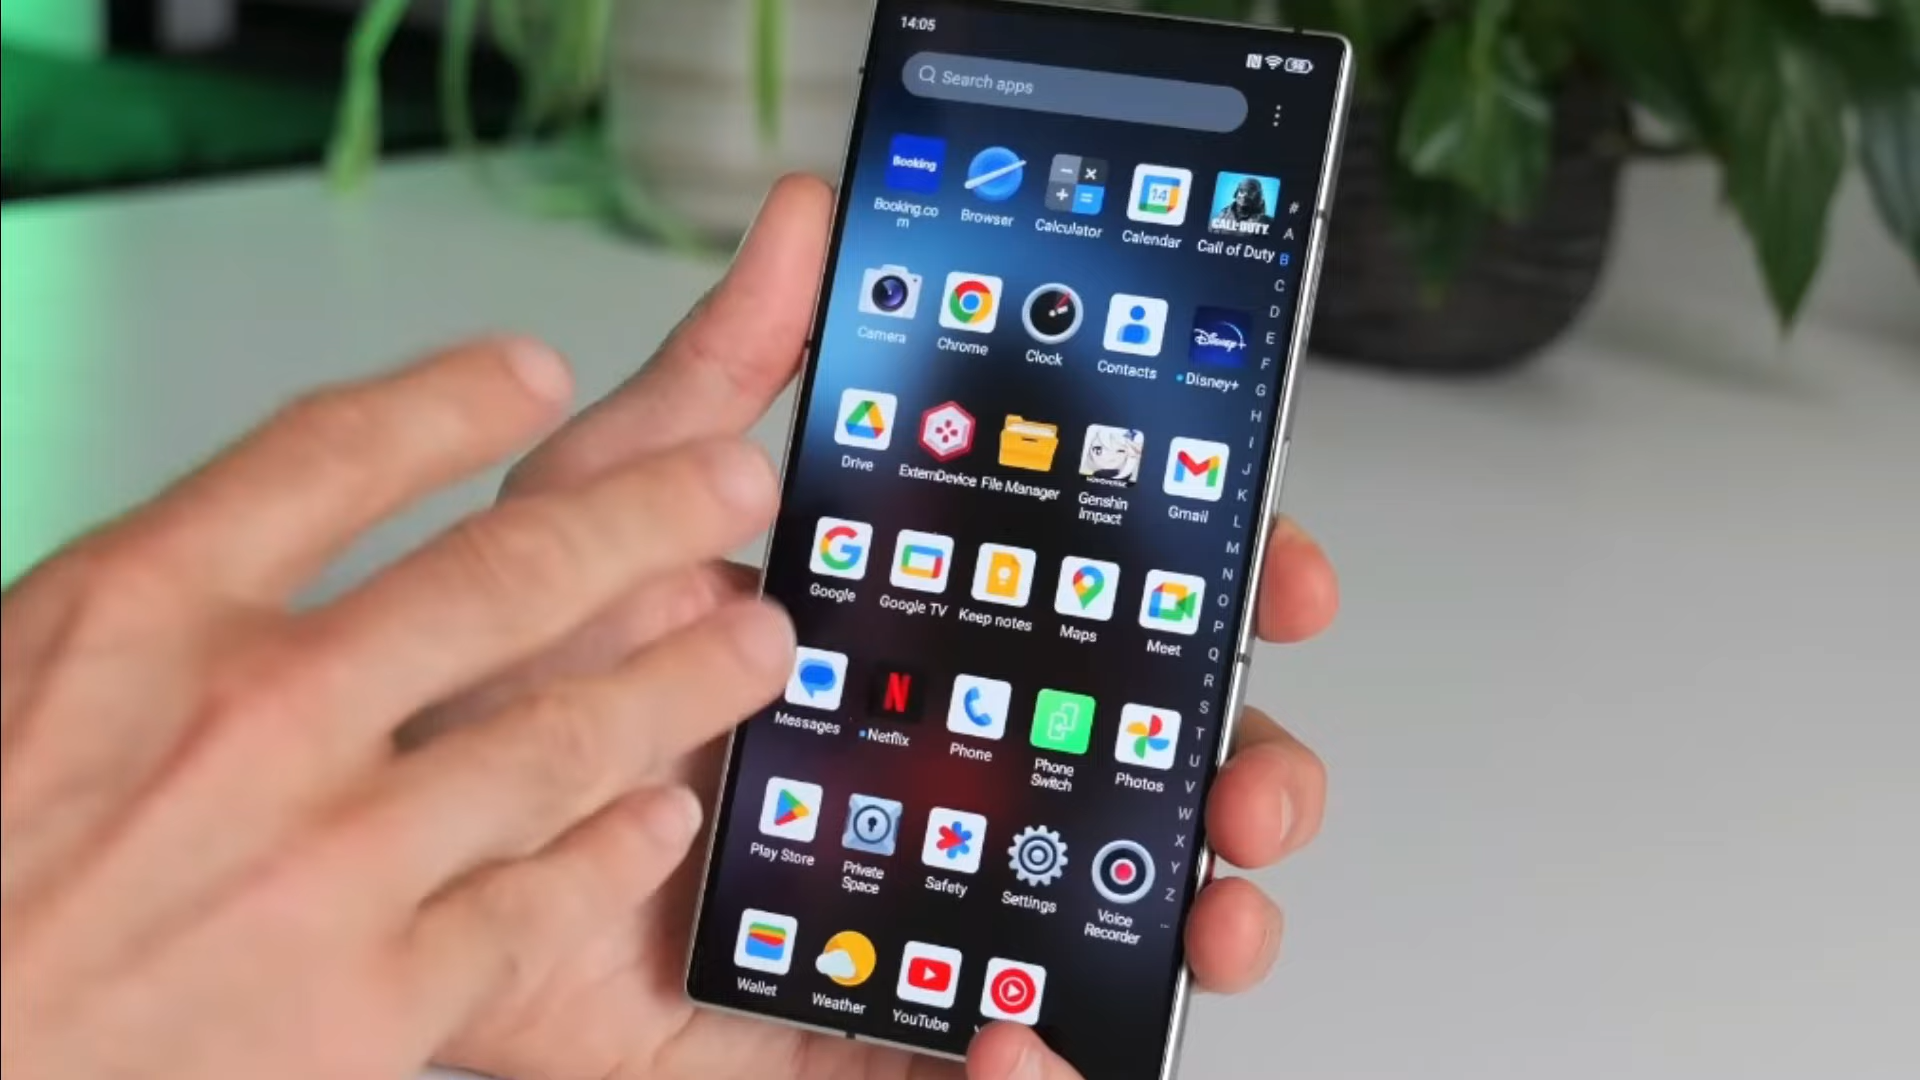 14:05
Search apps
Booking
14
CALL·DUTY
Booking.co
m
Browser
Calculator
Calendar
Call of Duty
Camera
Chrome
Clock
Contacts
Disney+
Disney+
Drive
ExternDevice
File Manager
Genshin
Impact
Gmail
Google
Google TV
Keep notes
Maps
Meet
Messages
N
Netflix
Phone
Phone
Switch
Photos
Play Store
Private
Space
Safety
Settings
Voice
Recorder
Wallet
Weather
YouTube
#
A
B
C
D
E
F
G
H
I
J
K
L
M
N
O
P
Q
R
S
T
U
V
W
X
Y
Z
...